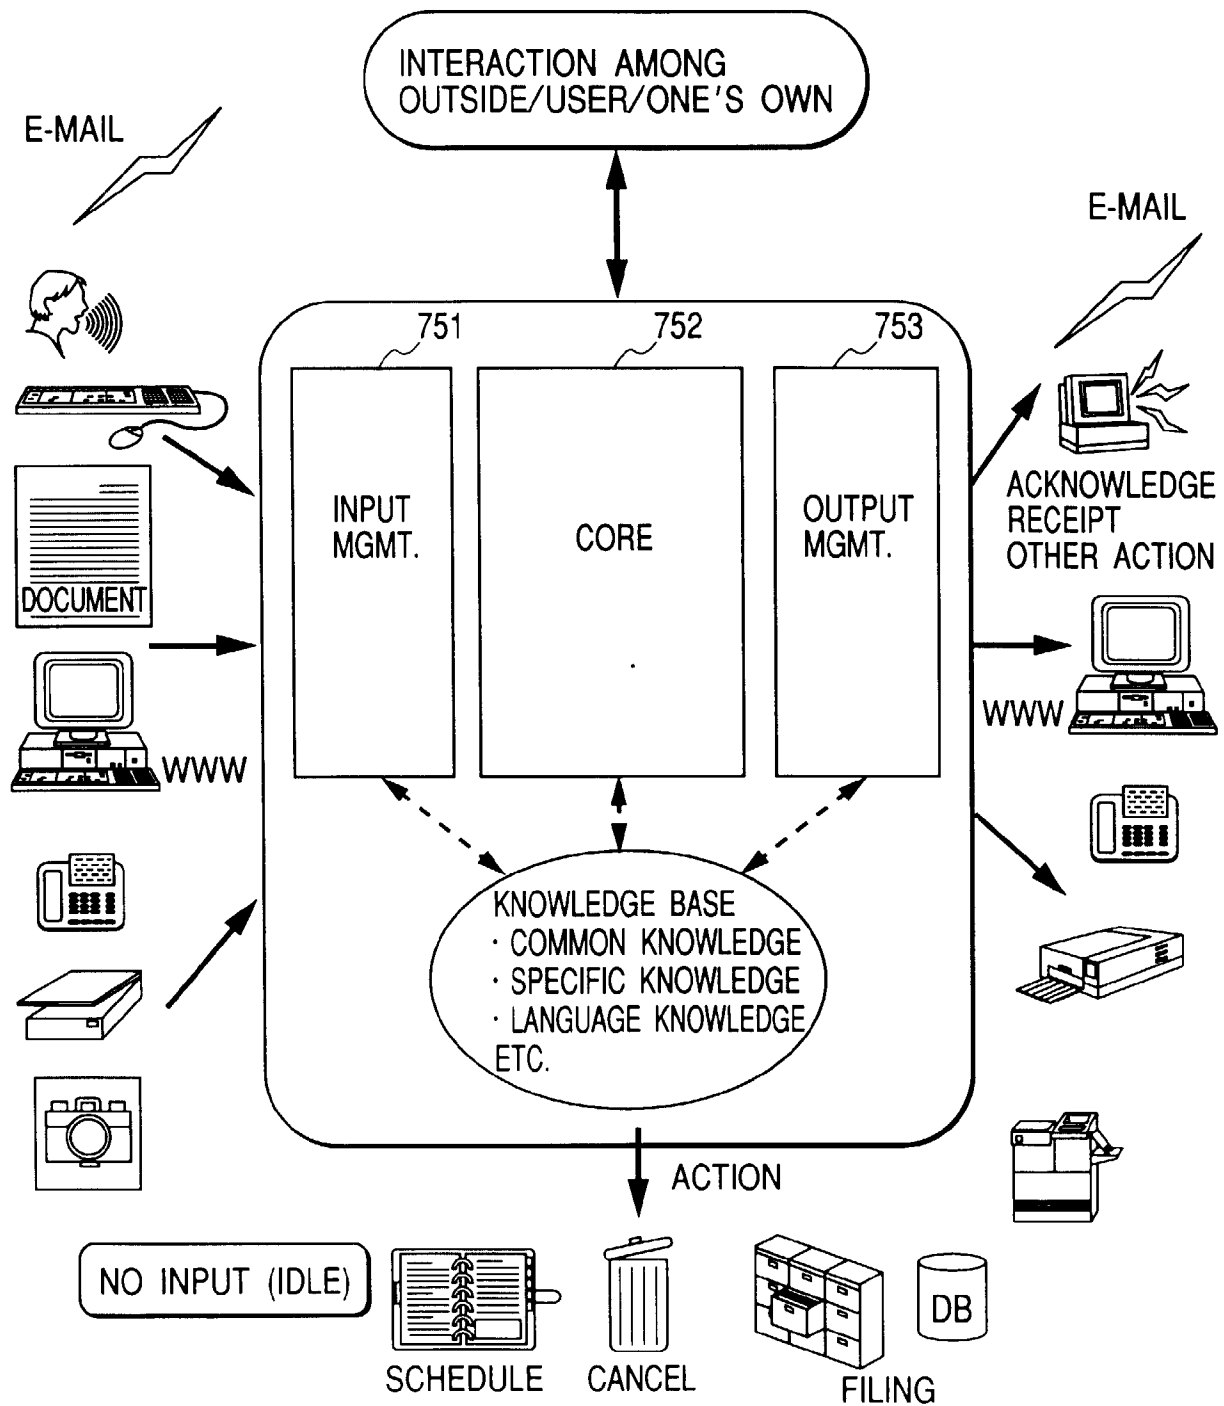 INTERACTION AMONG
OUTSIDE/USER/ONE'S OWN
E-MAIL
E-MAIL
751
752
753
INPUT
MGMT.
CORE
OUTPUT
MGMT.
ACKNOWLEDGE
RECEIPT
OTHER ACTION
DOCUMENT
WWW
WWW
KNOWLEDGE BASE
· COMMON KNOWLEDGE
· SPECIFIC KNOWLEDGE
· LANGUAGE KNOWLEDGE
ETC.
ACTION
NO INPUT (IDLE)
SCHEDULE
CANCEL
FILING
DB